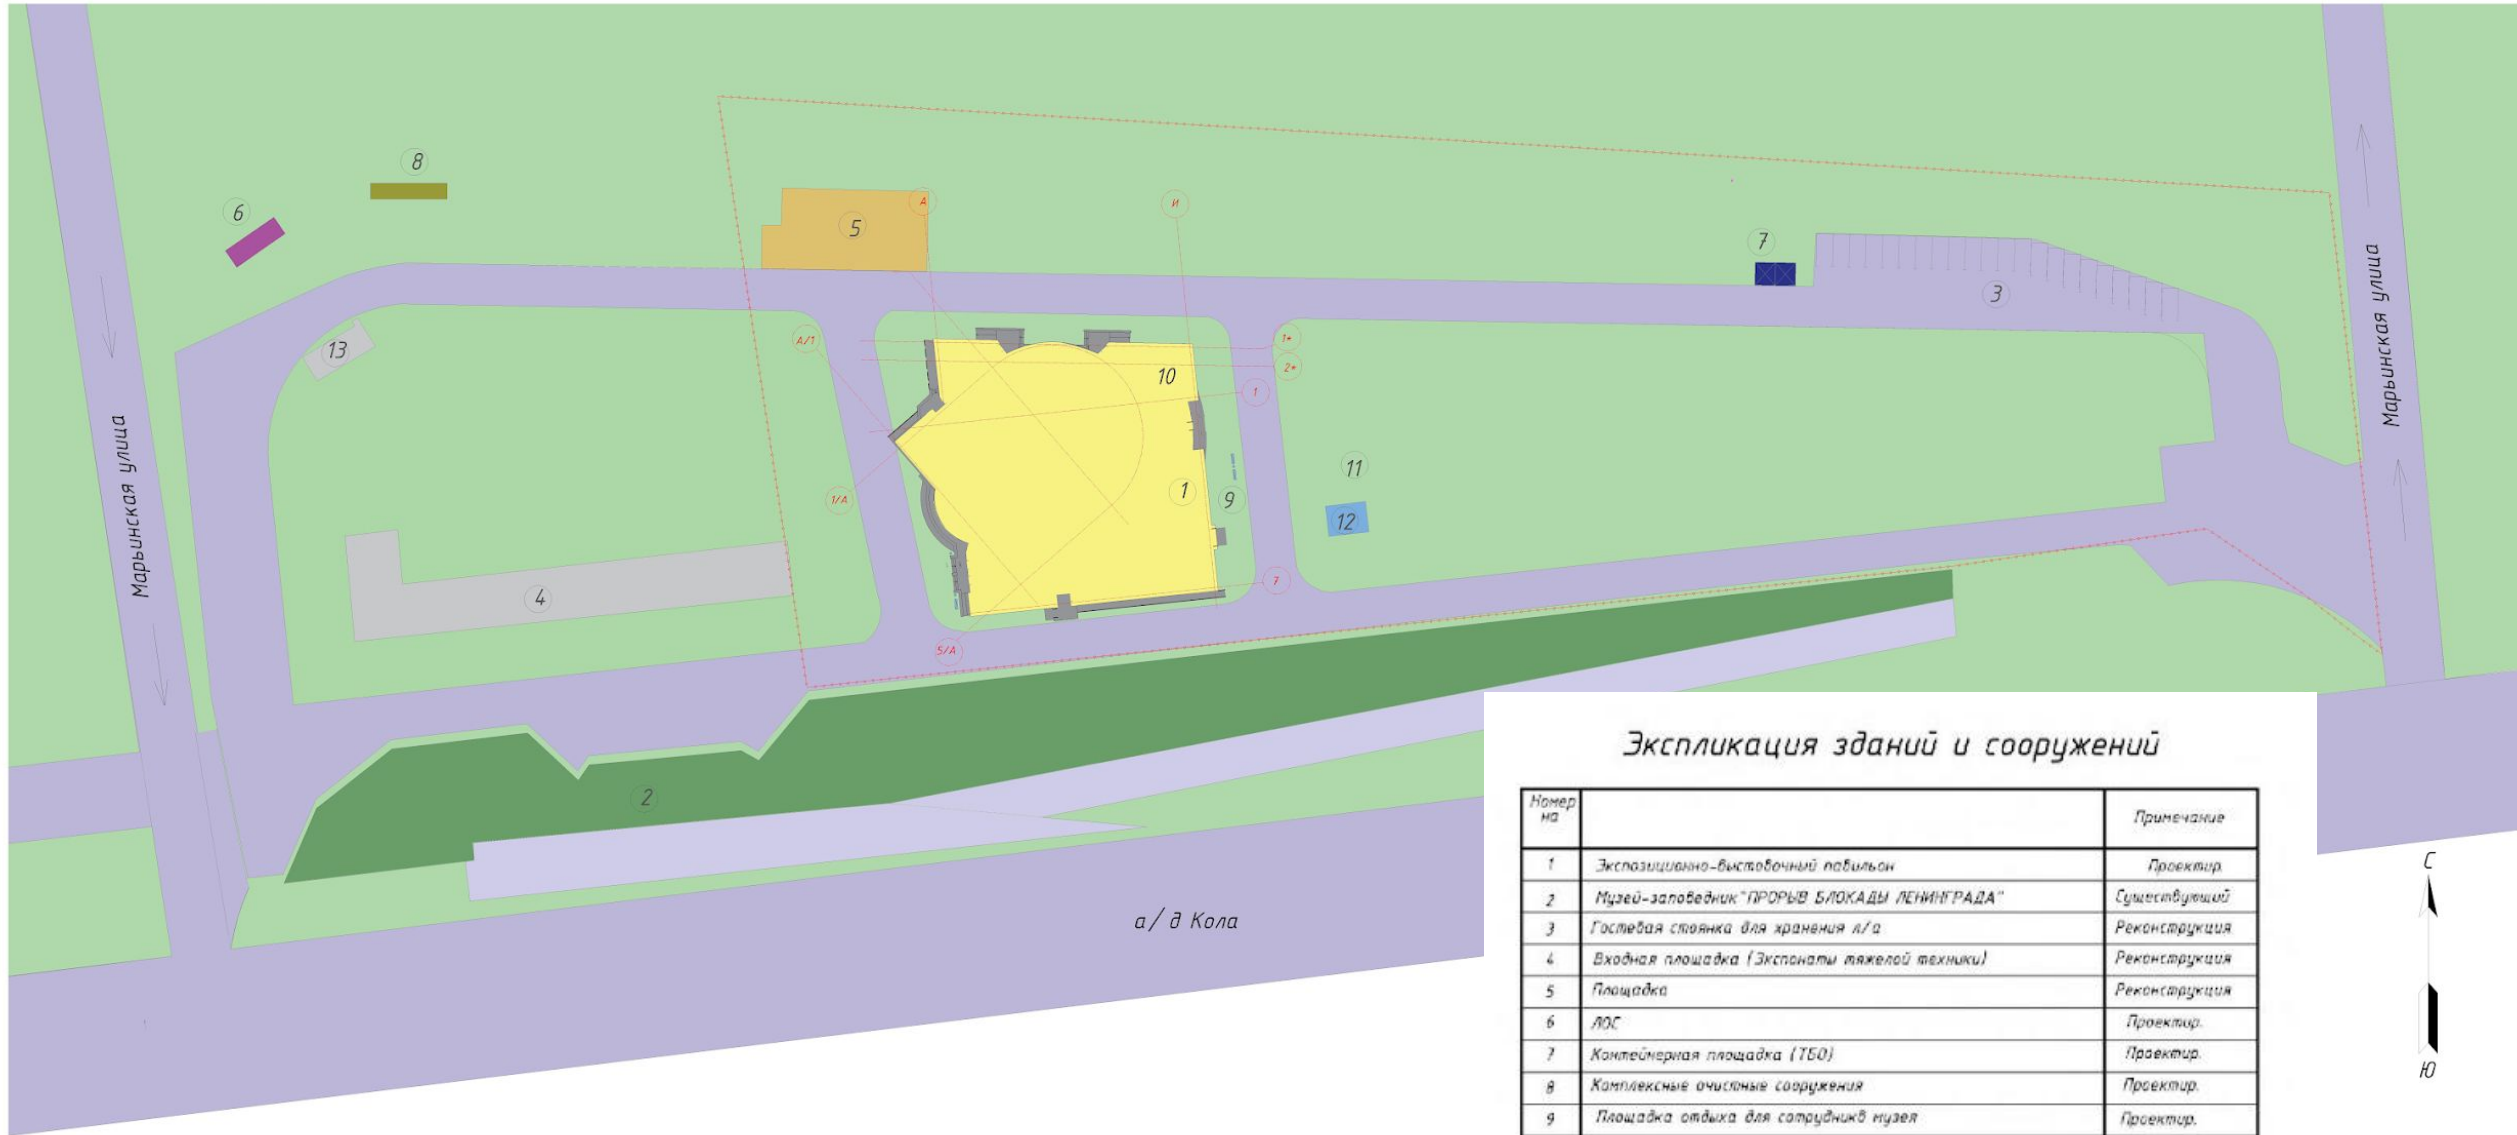 8
6
5
А
И
7
3
Марьинская улица
13
А/1
1*
2*
10
1
Марьинская улица
1/А
1
9
11
12
4
7
5/А
2
а/д Кола
Экспликация зданий и сооружений
Номер на
Примечание
1 Экспозиционно-выстовочный павильон Проектир.
2 Музей-заповедник "ПРОРЫВ БЛОКАДЫ ЛЕНИНГРАДА" Существующий
3 Гостевая стоянка для хранения л/а Реконструкция
4 Входная площадка (Экспонаты тяжелой техники) Реконструкция
5 Площадка Реконструкция
6 ЛОС Проектир.
7 Контейнерная площадка (ТБО) Проектир.
8 Комплексные очистные сооружения Проектир.
9 Площадка отдыха для сотрудникв музея Проектир.
С
Ю